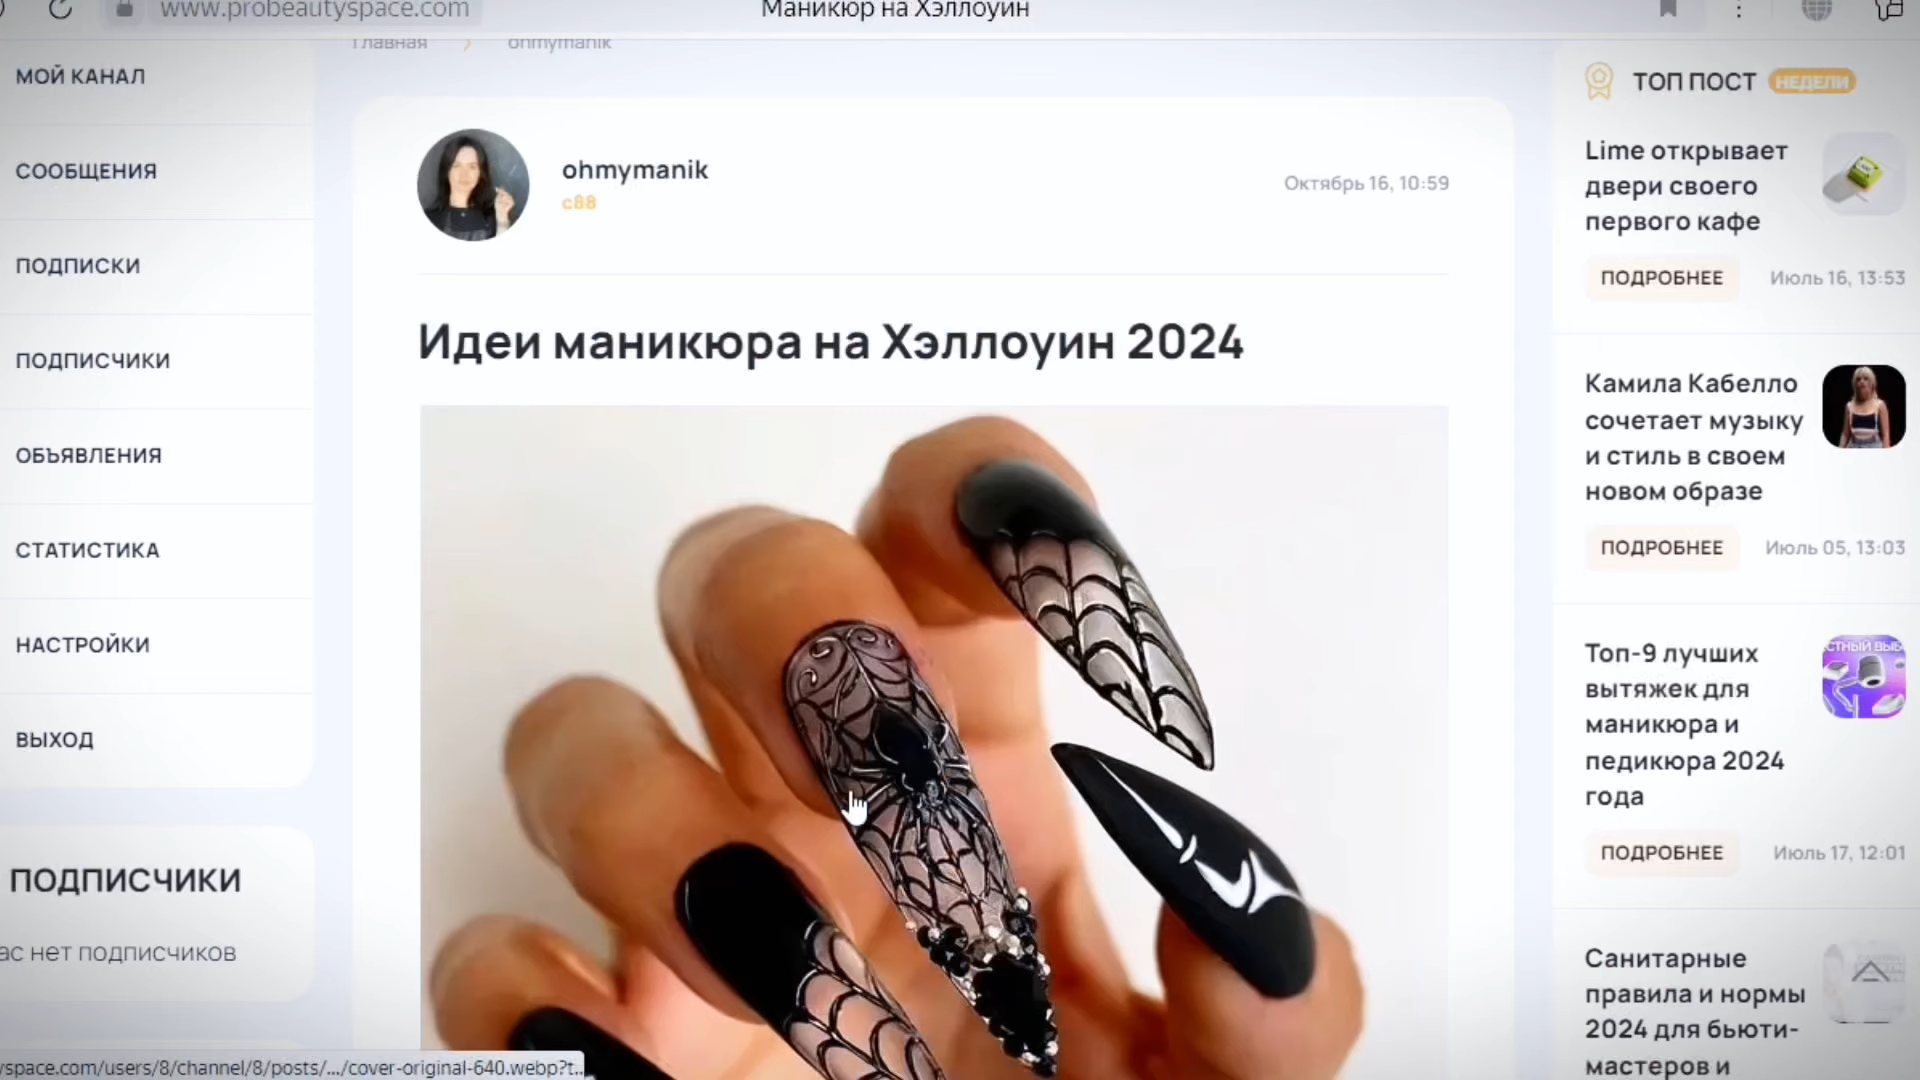 www.probeautyspace.com
Маникюр на Хэллоуин
Главная
ohmymanik
МОЙ КАНАЛ
СООБЩЕНИЯ
ПОДПИСКИ
ПОДПИСЧИКИ
ОБЪЯВЛЕНИЯ
СТАТИСТИКА
НАСТРОЙКИ
ВЫХОД
ПОДПИСЧИКИ
нет подписчиков
yspace.com/users/8/channel/8/posts/.../cover-original-640.webp?t...
ohmymanik
c88
Октябрь 16, 10:59
Идеи маникюра на Хэллоуин 2024
ТОП ПОСТ НЕДЕЛИ
Lime открывает
двери своего
первого кафе
ПОДРОБНЕЕ
Июль 16, 13:53
Камила Кабелло
сочетает музыку
и стиль в своем
новом образе
ПОДРОБНЕЕ
Июль 05, 13:03
Топ-9 лучших
вытяжек для
маникюра и
педикюра 2024
года
ПОДРОБНЕЕ
Июль 17, 12:01
Санитарные
правила и нормы
2024 для бьюти-
мастеров и